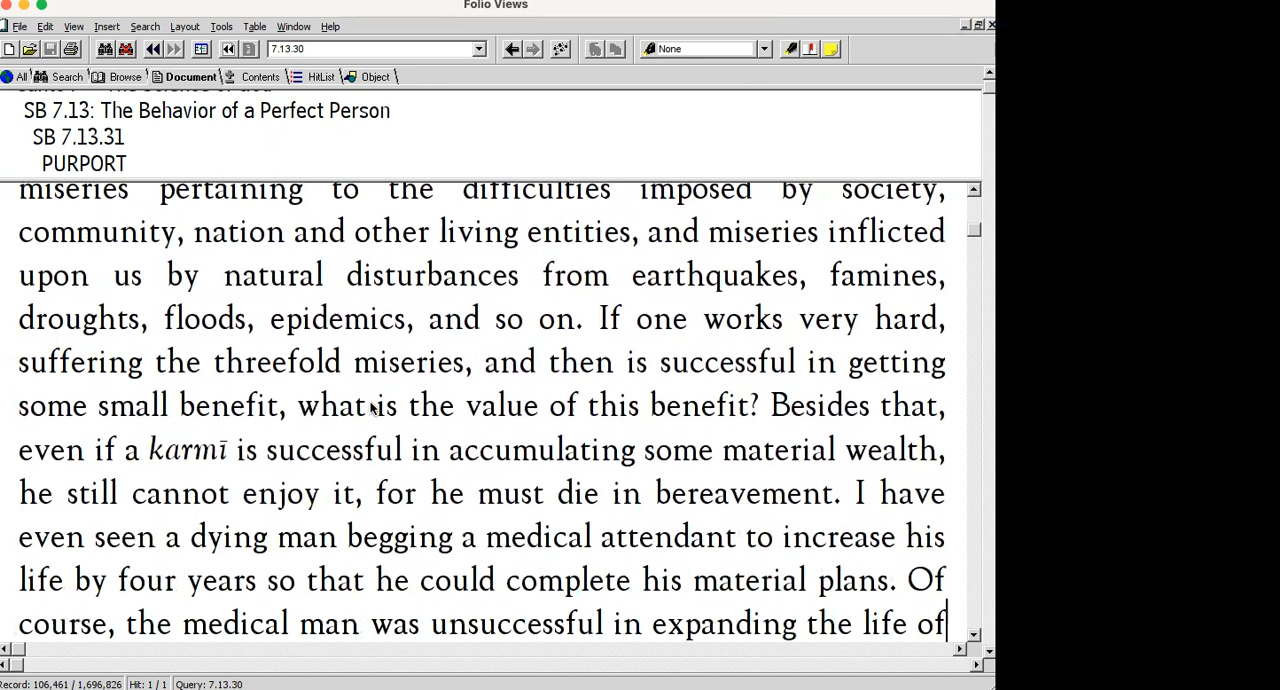 Folio Views
File Edit View Insert Search Layout Tools Table Window Help
7.13.30 None
All Search Browse Document Contents HitList Object
SB 7.13: The Behavior of a Perfect Person
SB 7.13.31
PURPORT
miseries pertaining to the difficulties imposed by society,
community, nation and other living entities, and miseries inflicted
upon us by natural disturbances from earthquakes, famines,
droughts, floods, epidemics, and so on. If one works very hard,
suffering the threefold miseries, and then is successful in getting
some small benefit, what is the value of this benefit? Besides that,
even if a karmī is successful in accumulating some material wealth,
he still cannot enjoy it, for he must die in bereavement. I have
even seen a dying man begging a medical attendant to increase his
life by four years so that he could complete his material plans. Of
course, the medical man was unsuccessful in expanding the life of
Record: 106,461 / 1,696,826 Hit: 1 / 1 Query: 7.13.30